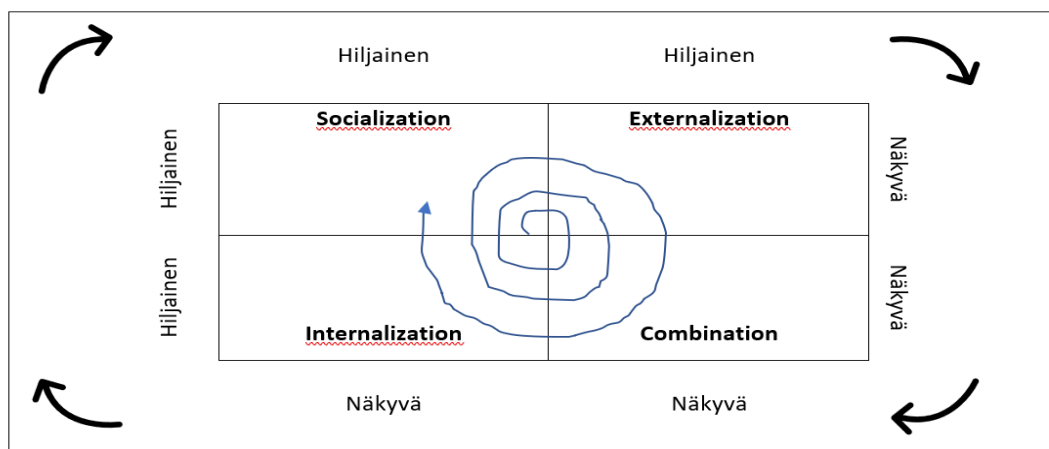 Hiljainen Hiljainen
Socialization Externalization
Hiljainen Näkyvä
Hiljainen Näkyvä
Internalization Combination
Näkyvä Näkyvä